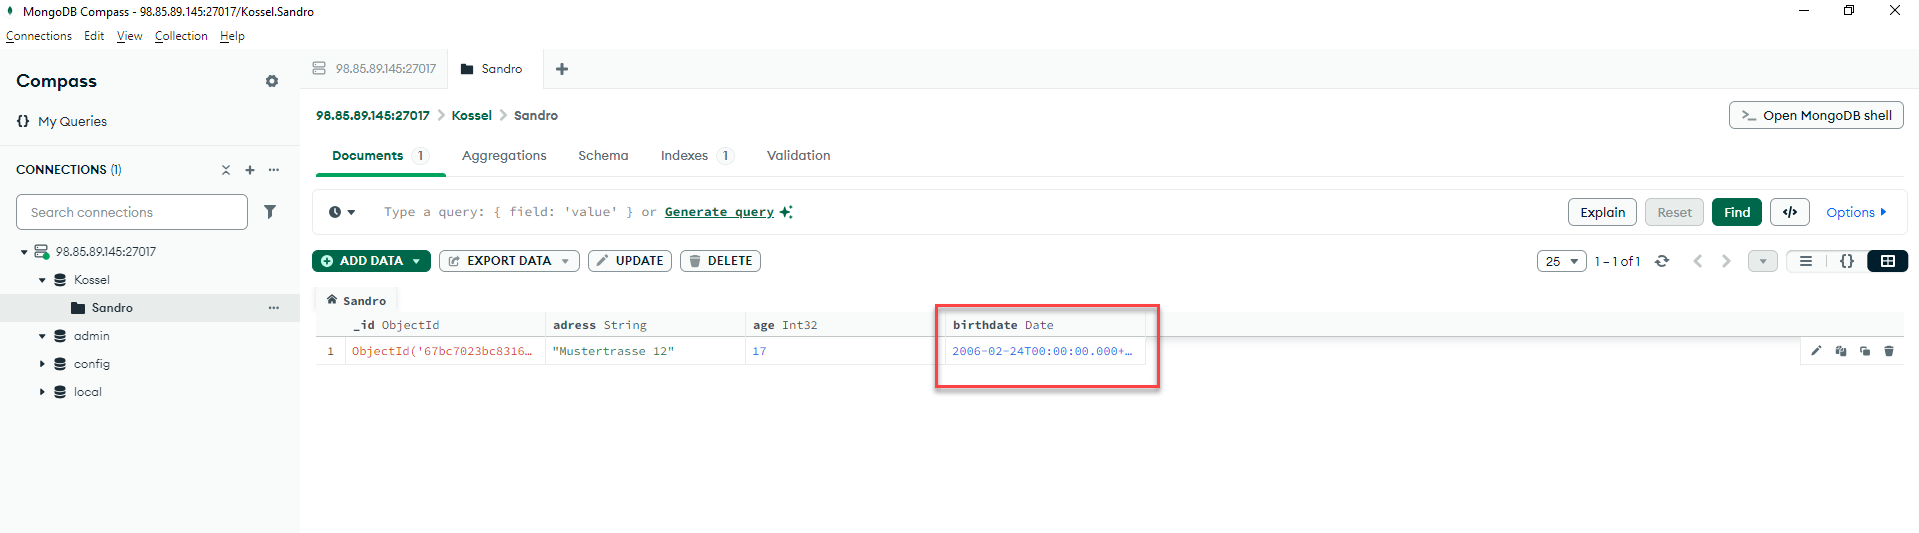 MongoDB Compass - 98.85.89.145:27017/Kossel.Sandro
Connections Edit View Collection Help
Compass
98.85.89.145:27017 Sandro
{} My Queries
98.85.89.145:27017 > Kossel > Sandro
>_ Open MongoDB shell
Documents 1 Aggregations Schema Indexes 1 Validation
CONNECTIONS (1)
Search connections
Type a query: { field: 'value' } or Generate query
Explain Reset Find </> Options
98.85.89.145:27017
Kossel
Sandro
admin
config
local
ADD DATA EXPORT DATA UPDATE DELETE
25 1 – 1 of 1 {}
Sandro
_id ObjectId adress String age Int32 birthdate Date
1 ObjectId('67bc7023bc8316… "Mustertrasse 12" 17 2006-02-24T00:00:00.000+…